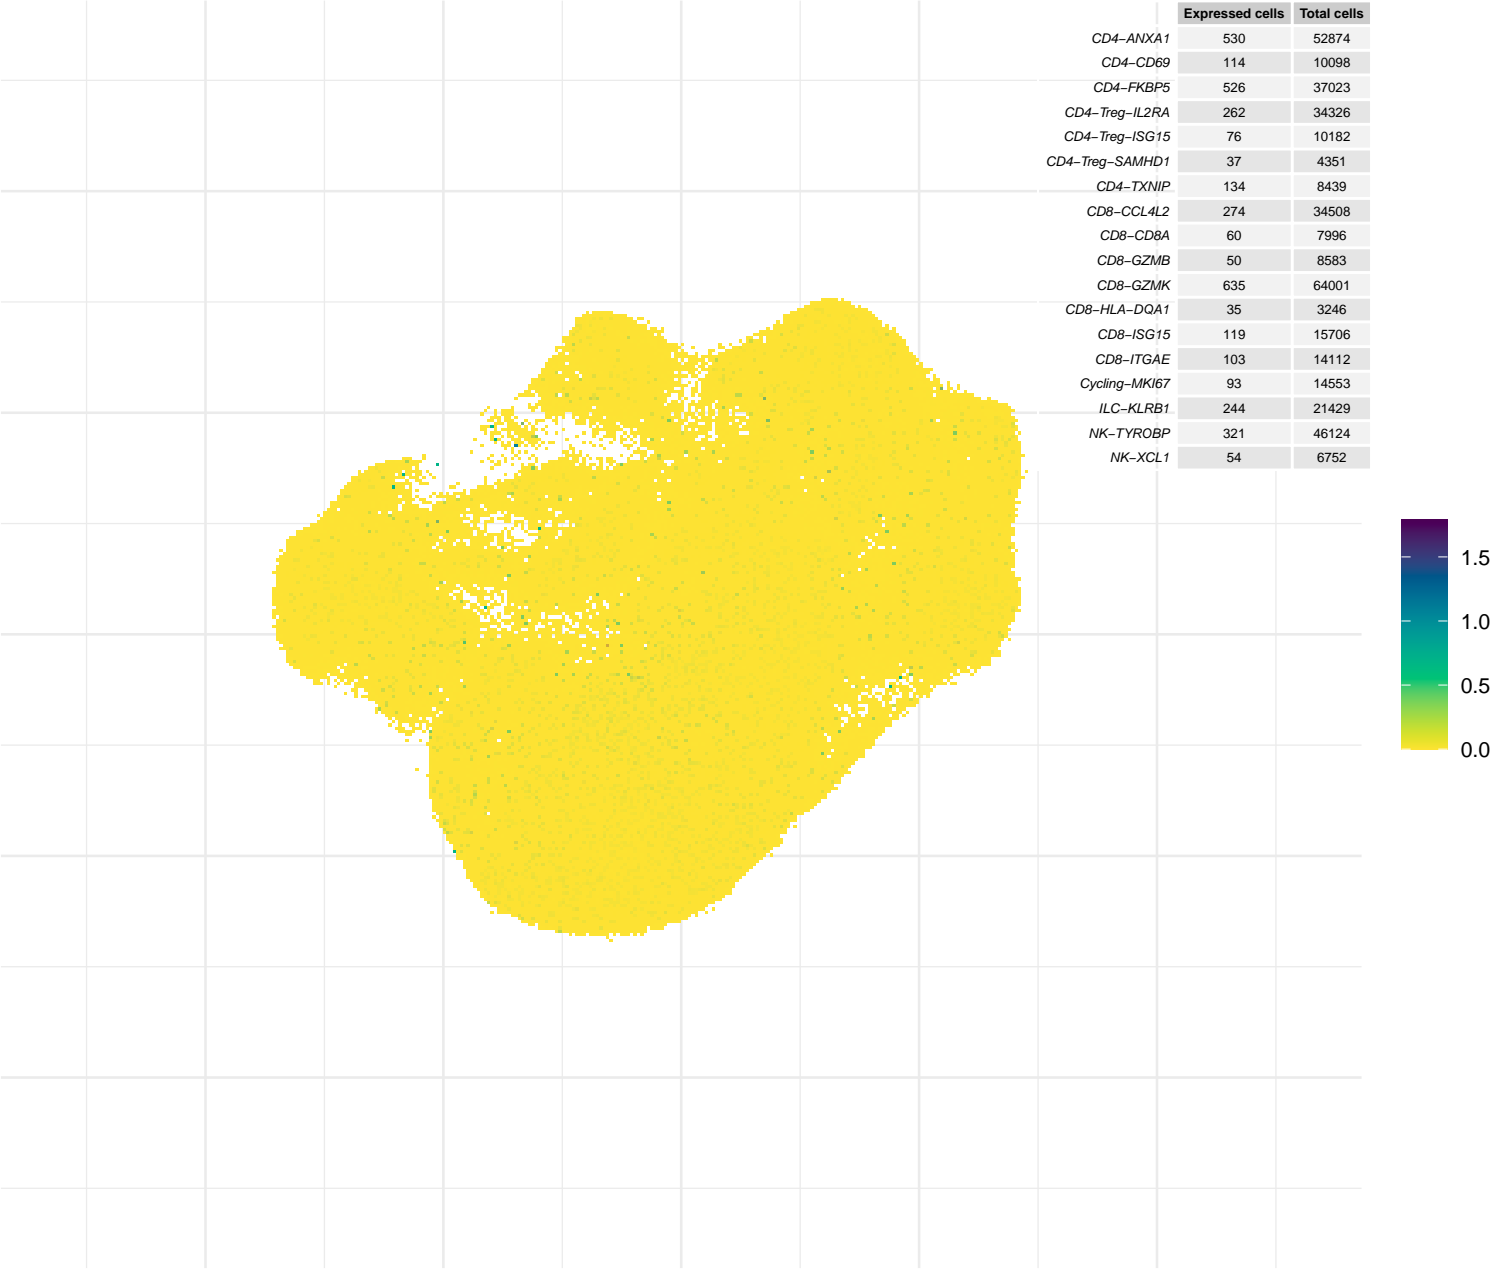 Expressed cells Total cells
CD4−ANXA1 530 52874
CD4−CD69 114 10098
CD4−FKBP5 526 37023
CD4−Treg−IL2RA 262 34326
CD4−Treg−ISG15 76 10182
CD4−Treg−SAMHD1 37 4351
CD4−TXNIP 134 8439
CD8−CCL4L2 274 34508
CD8−CD8A 60 7996
CD8−GZMB 50 8583
CD8−GZMK 635 64001
CD8−HLA−DQA1 35 3246
CD8−ISG15 119 15706
CD8−ITGAE 103 14112
Cycling−MKI67 93 14553
ILC−KLRB1 244 21429
NK−TYROBP 321 46124
NK−XCL1 54 6752
1.5
1.0
0.5
0.0